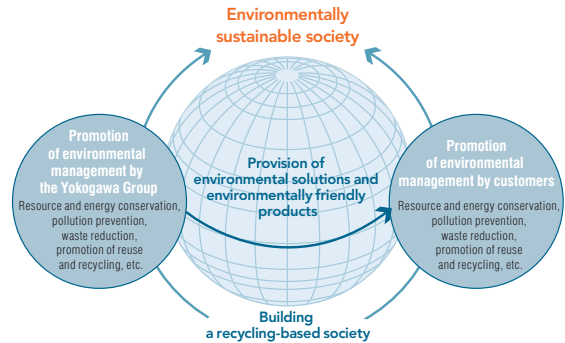 Environmentally
sustainable society
Promotion
of environmental
management by
the Yokogawa Group
Resource and energy conservation,
pollution prevention,
waste reduction,
promotion of reuse
and recycling, etc.
Provision of
environmental solutions and
environmentally friendly
products
Promotion
of environmental
management by customers
Resource and energy conservation,
pollution prevention,
waste reduction,
promotion of reuse
and recycling, etc.
Building
a recycling-based society